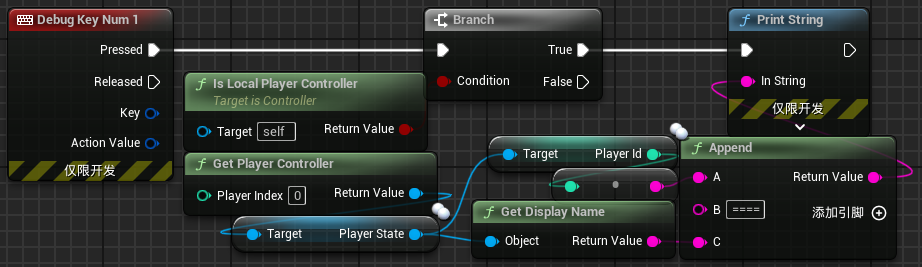 Debug Key Num 1
Pressed
Released
Key
Action Value
仅限开发
Branch
True
Condition
False
Print String
In String
仅限开发
Is Local Player Controller
Target is Controller
Target self
Return Value
Get Player Controller
Player Index 0
Return Value
Target
Player State
Target
Player Id
Get Display Name
Object
Return Value
Append
A
Return Value
B ====
添加引脚
C